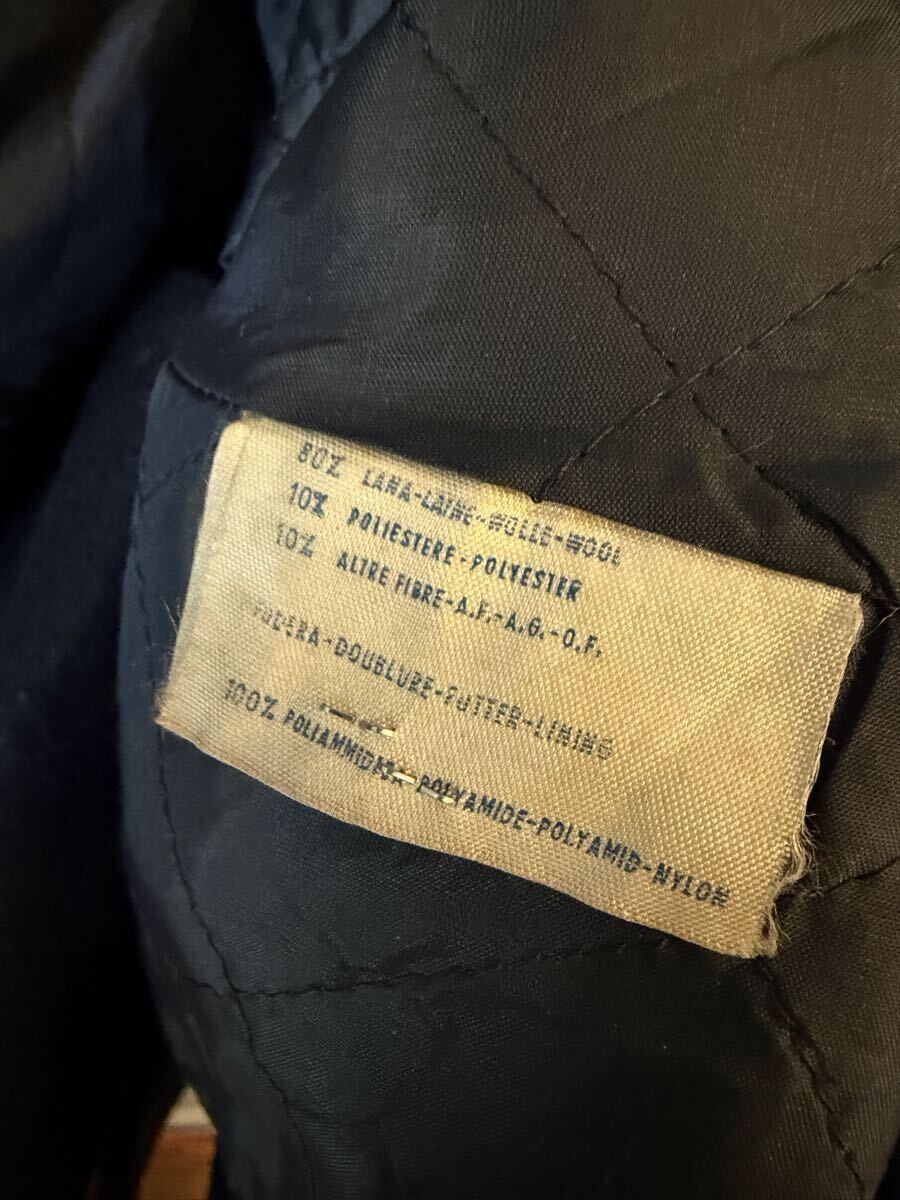 80% LANA-LAINE-WOLLE-WOOL
10% POLIESTERE-POLYESTER
10% ALTRE FIBRE-A.F.-A.G.-O.F.
FODERA-DOUBLURE-FUTTER-LINING
100% POLIAMMIDICA-POLYAMIDE-POLYAMID-NYLON